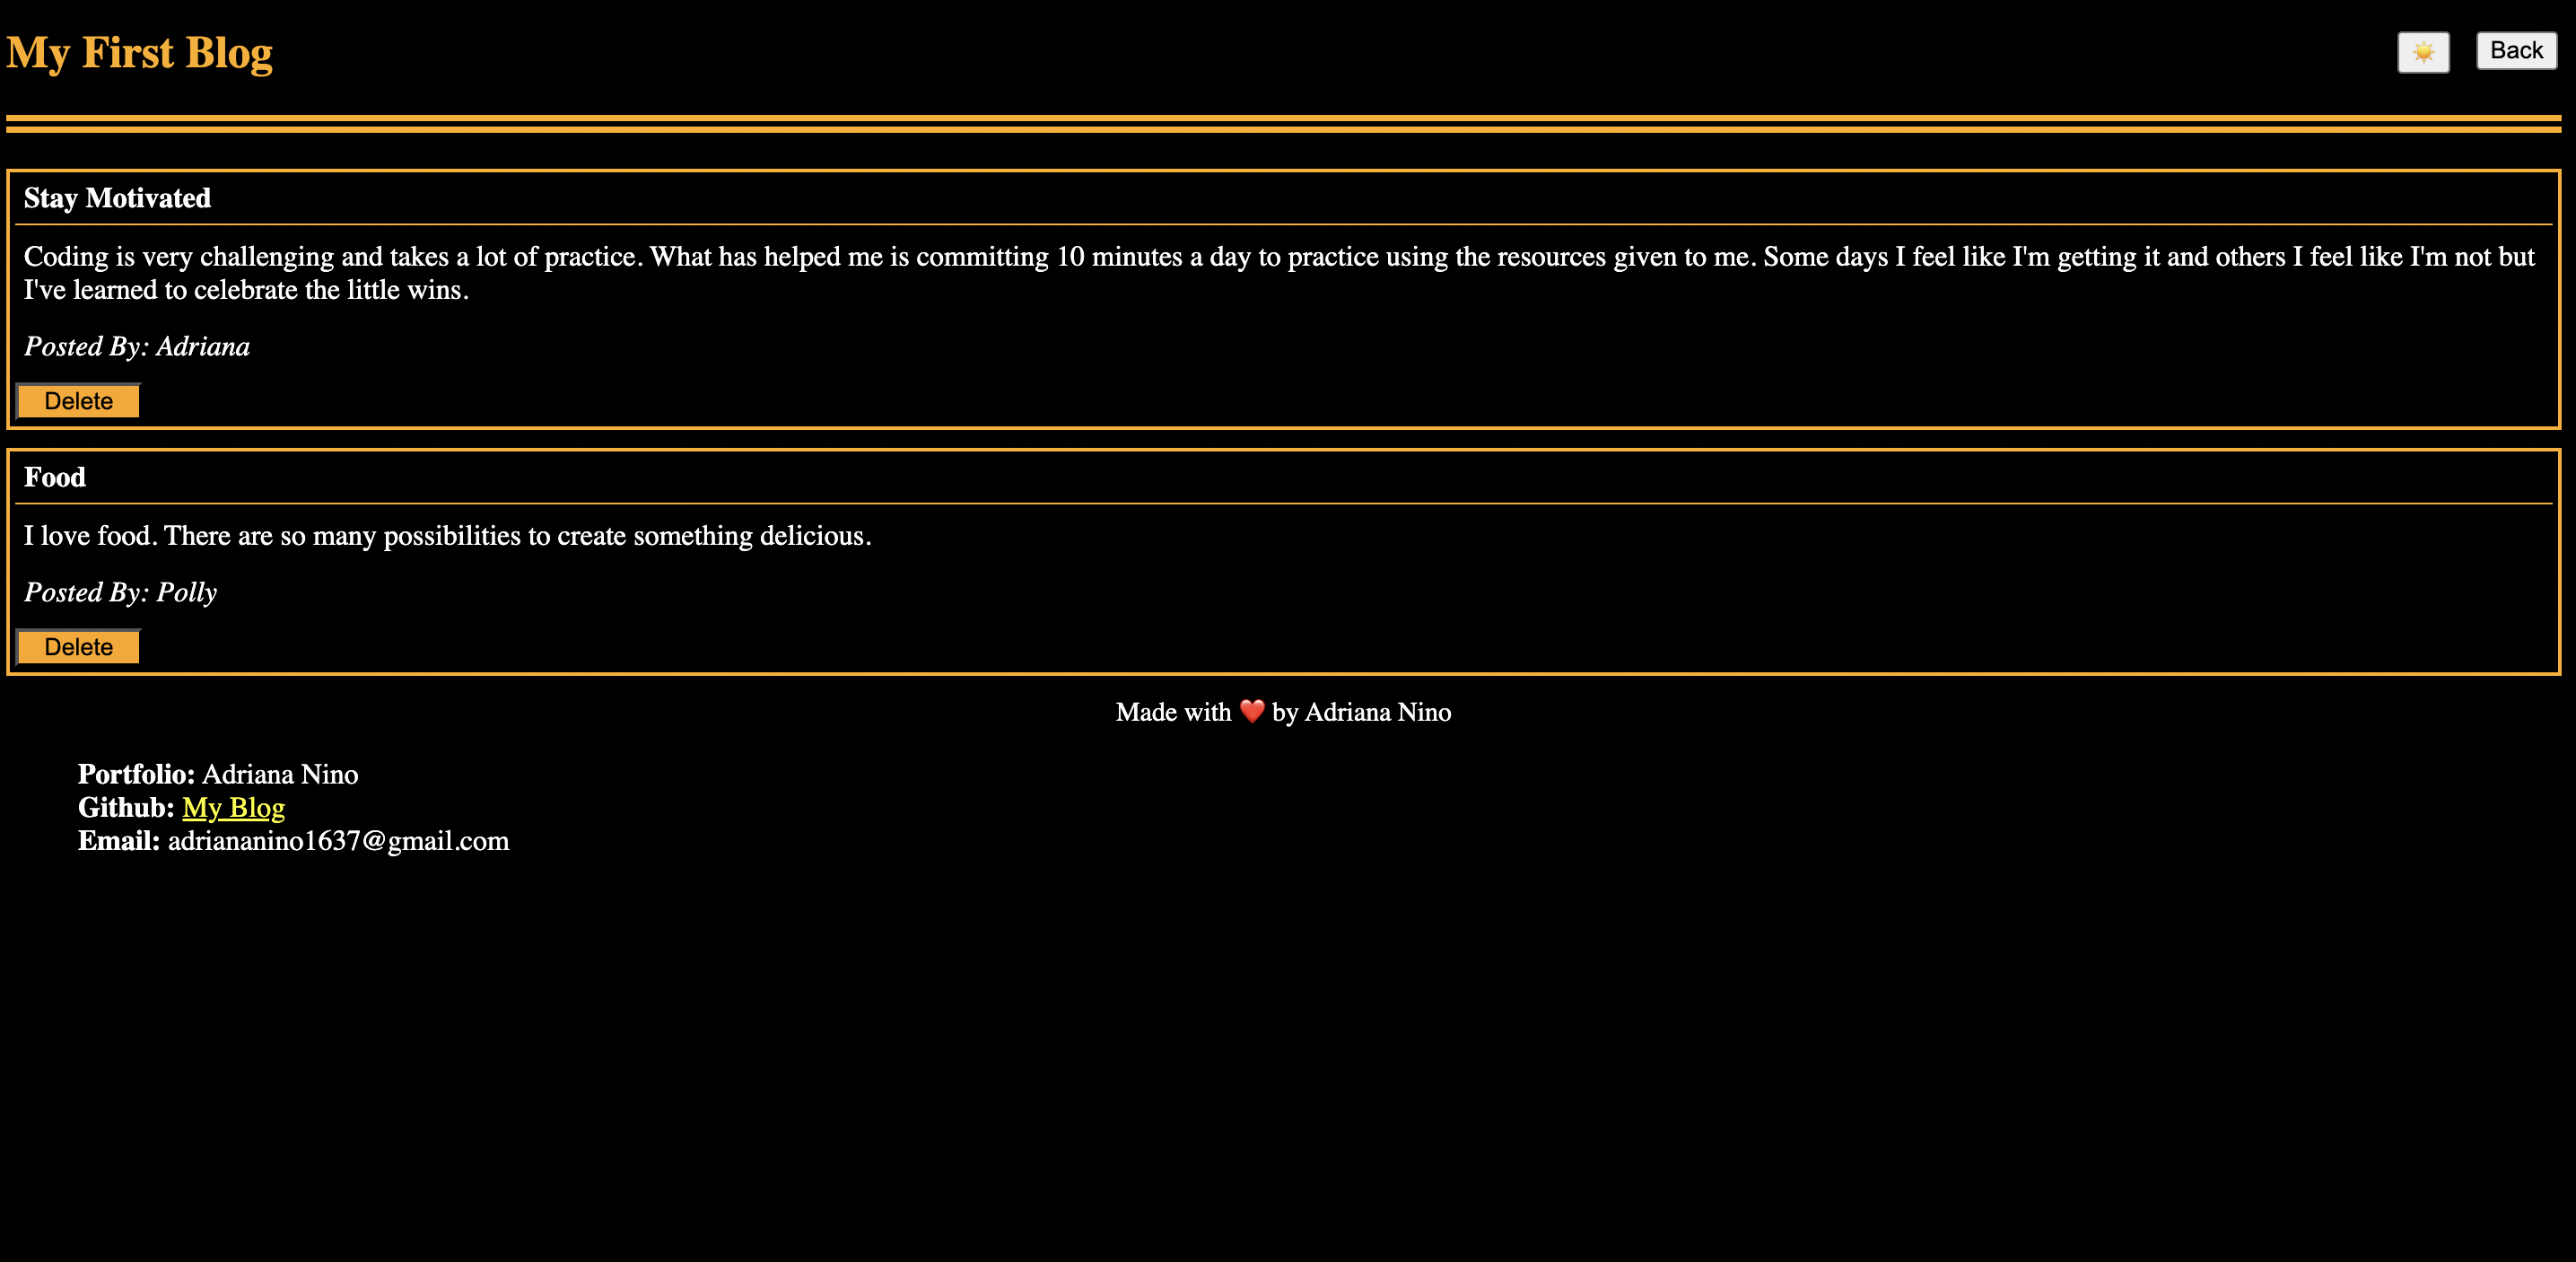 My First Blog
☀️ Back
Stay Motivated
Coding is very challenging and takes a lot of practice. What has helped me is committing 10 minutes a day to practice using the resources given to me. Some days I feel like I'm getting it and others I feel like I'm not but
I've learned to celebrate the little wins.
Posted By: Adriana
Delete
Food
I love food. There are so many possibilities to create something delicious.
Posted By: Polly
Delete
Made with ❤️ by Adriana Nino
Portfolio: Adriana Nino
Github: My Blog
Email: adriananino1637@gmail.com